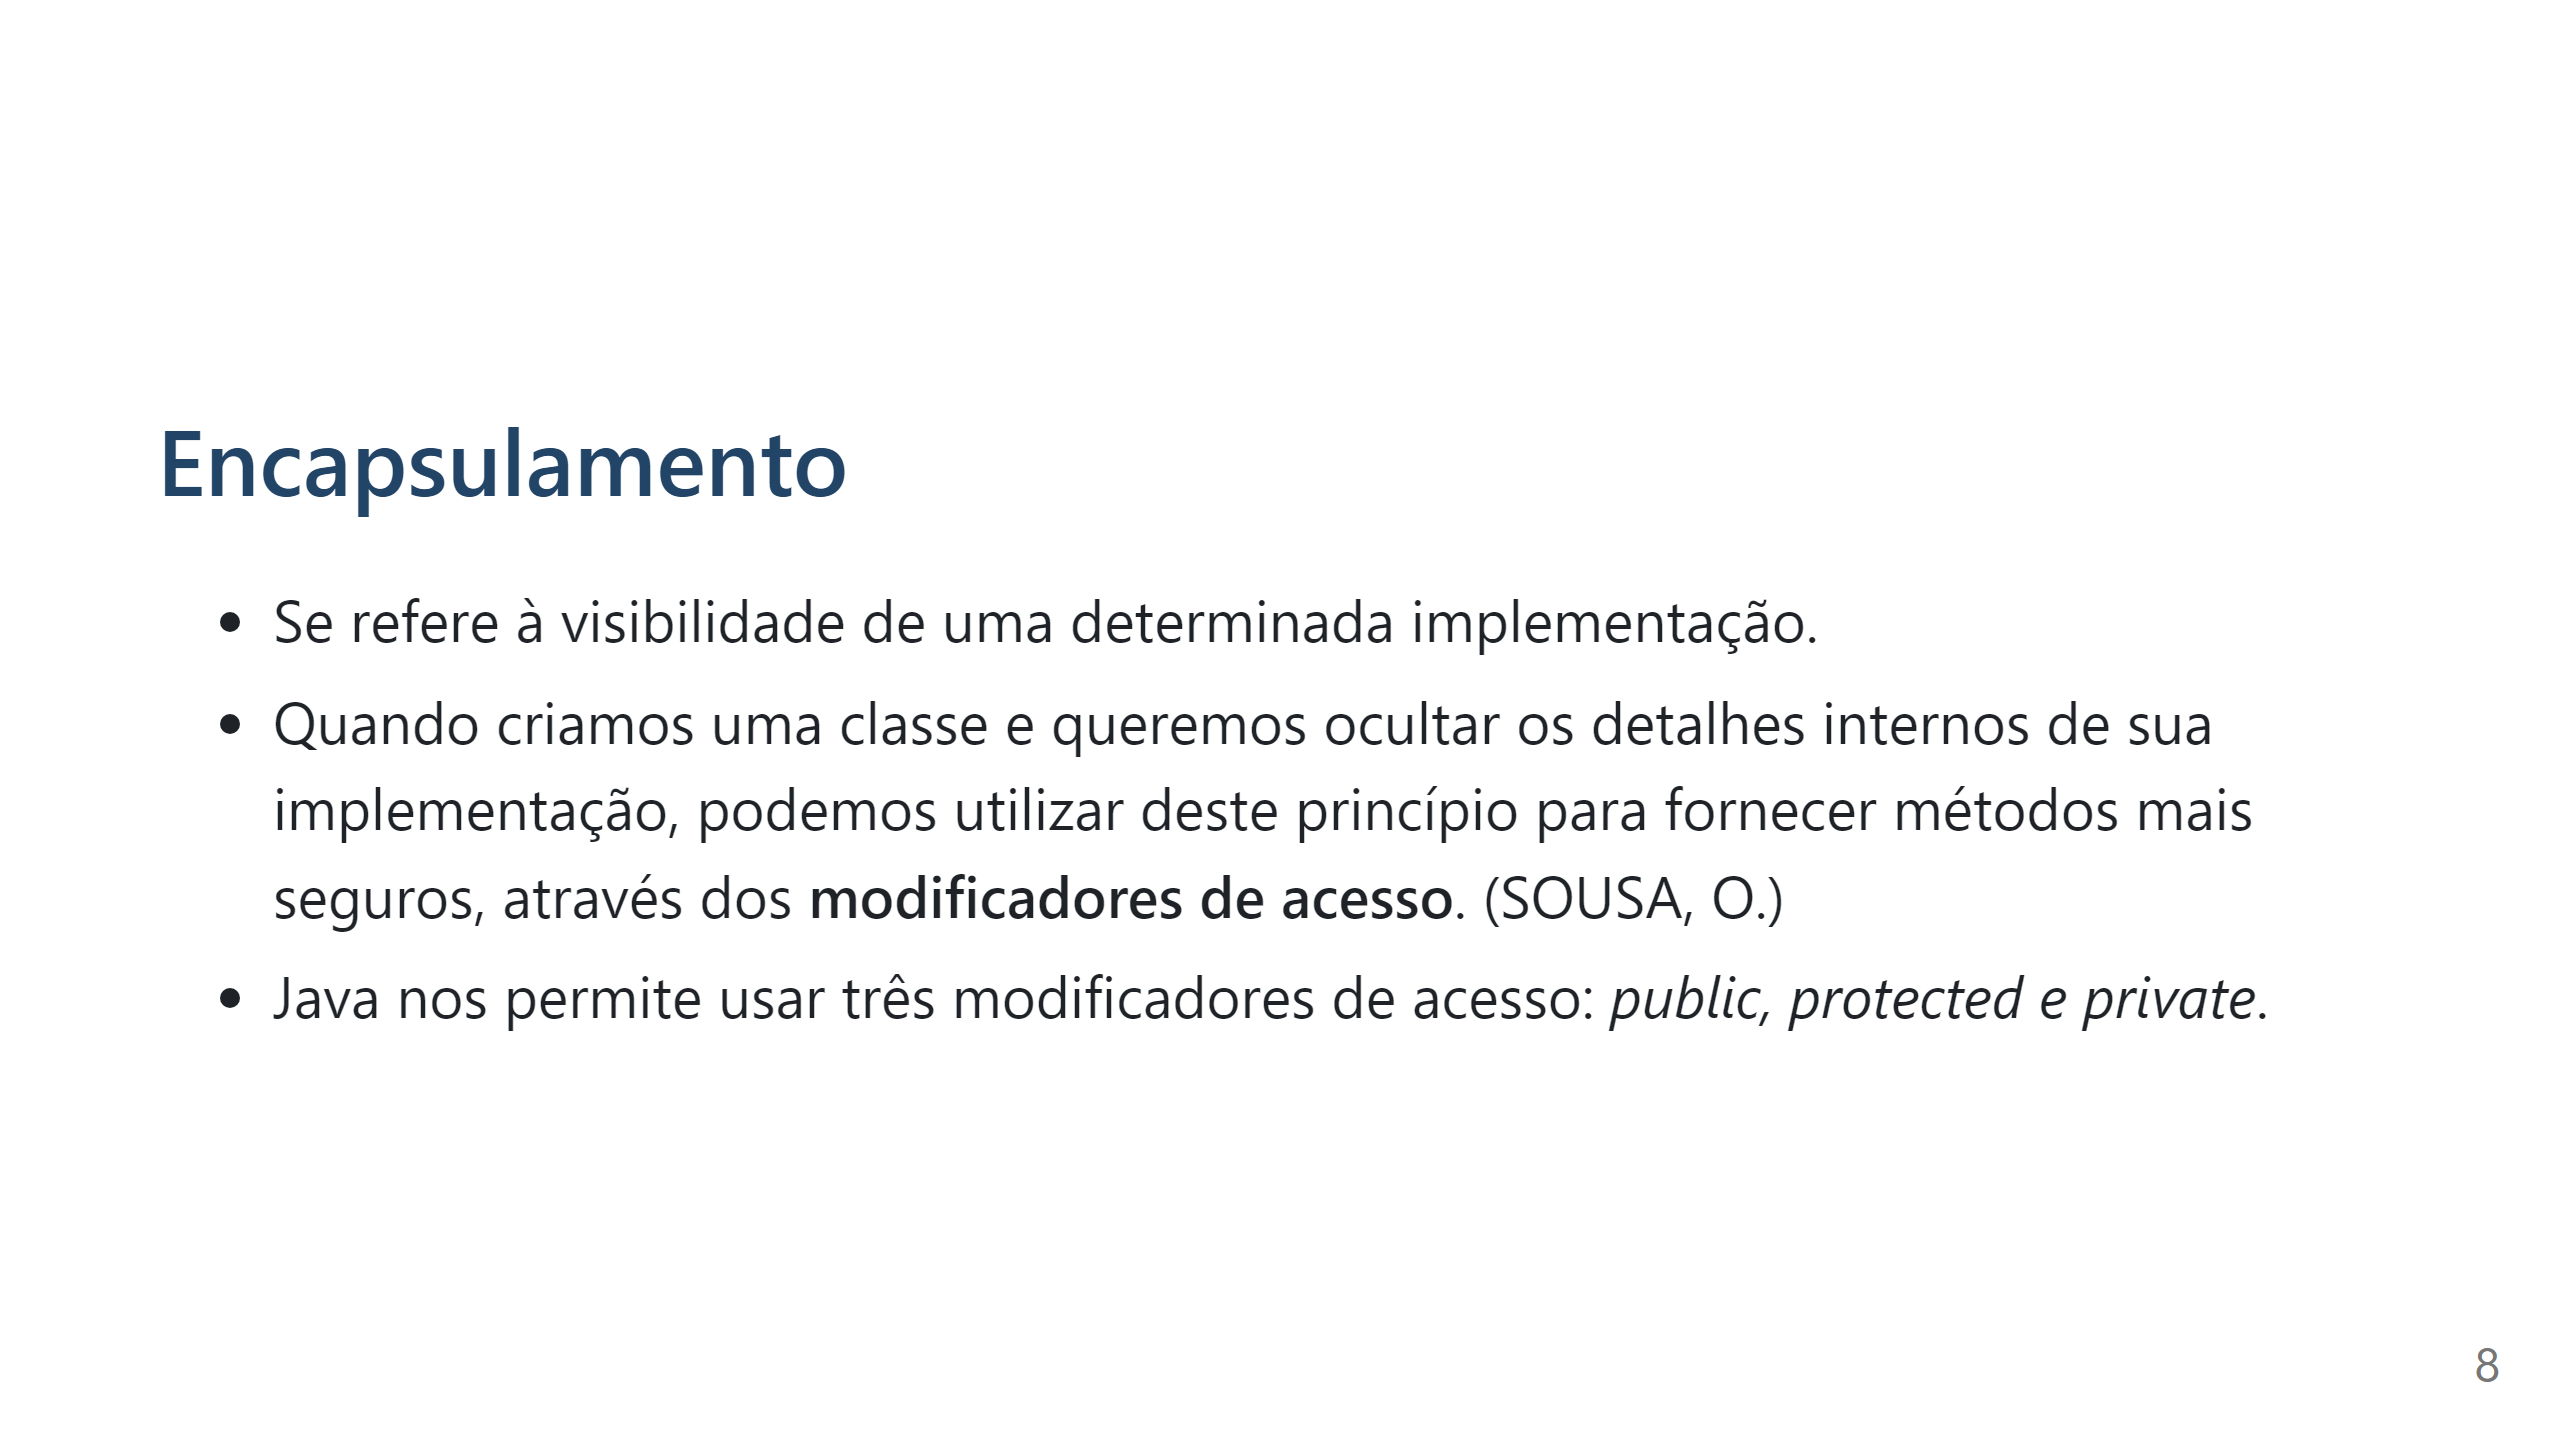 Encapsulamento
• Se refere à visibilidade de uma determinada implementação.
• Quando criamos uma classe e queremos ocultar os detalhes internos de sua
implementação, podemos utilizar deste princípio para fornecer métodos mais
seguros, através dos modificadores de acesso. (SOUSA, O.)
• Java nos permite usar três modificadores de acesso: public, protected e private.
8